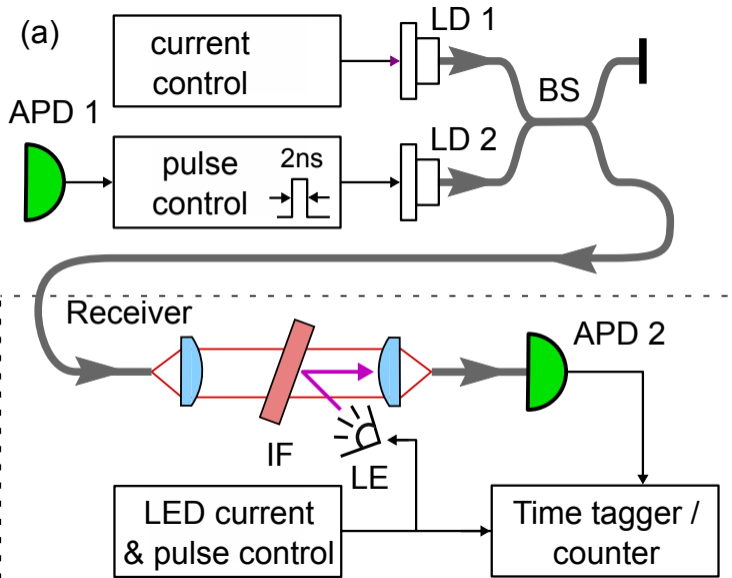 (a)
current
control
LD 1
BS
APD 1
pulse
control
2ns
LD 2
Receiver
APD 2
IF
LE
LED current
& pulse control
Time tagger /
counter